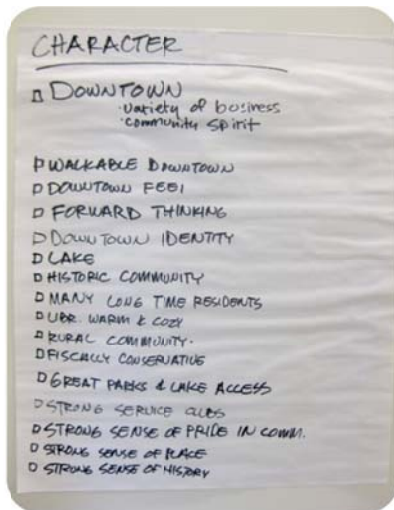 CHARACTER
DOWNTOWN
·variety of business
·community spirit
WALKABLE DOWNTOWN
DOWNTOWN FEEL
FORWARD THINKING
DOWNTOWN IDENTITY
LAKE
HISTORIC COMMUNITY
MANY LONG TIME RESIDENTS
WARM & COZY
RURAL COMMUNITY.
FISCALLY CONSERVATIVE
GREAT PARKS & LAKE ACCESS
STRONG SERVICE CLUBS
STRONG SENSE OF PRIDE IN COMM.
STRONG SENSE OF PLACE
STRONG SENSE OF HISTORY